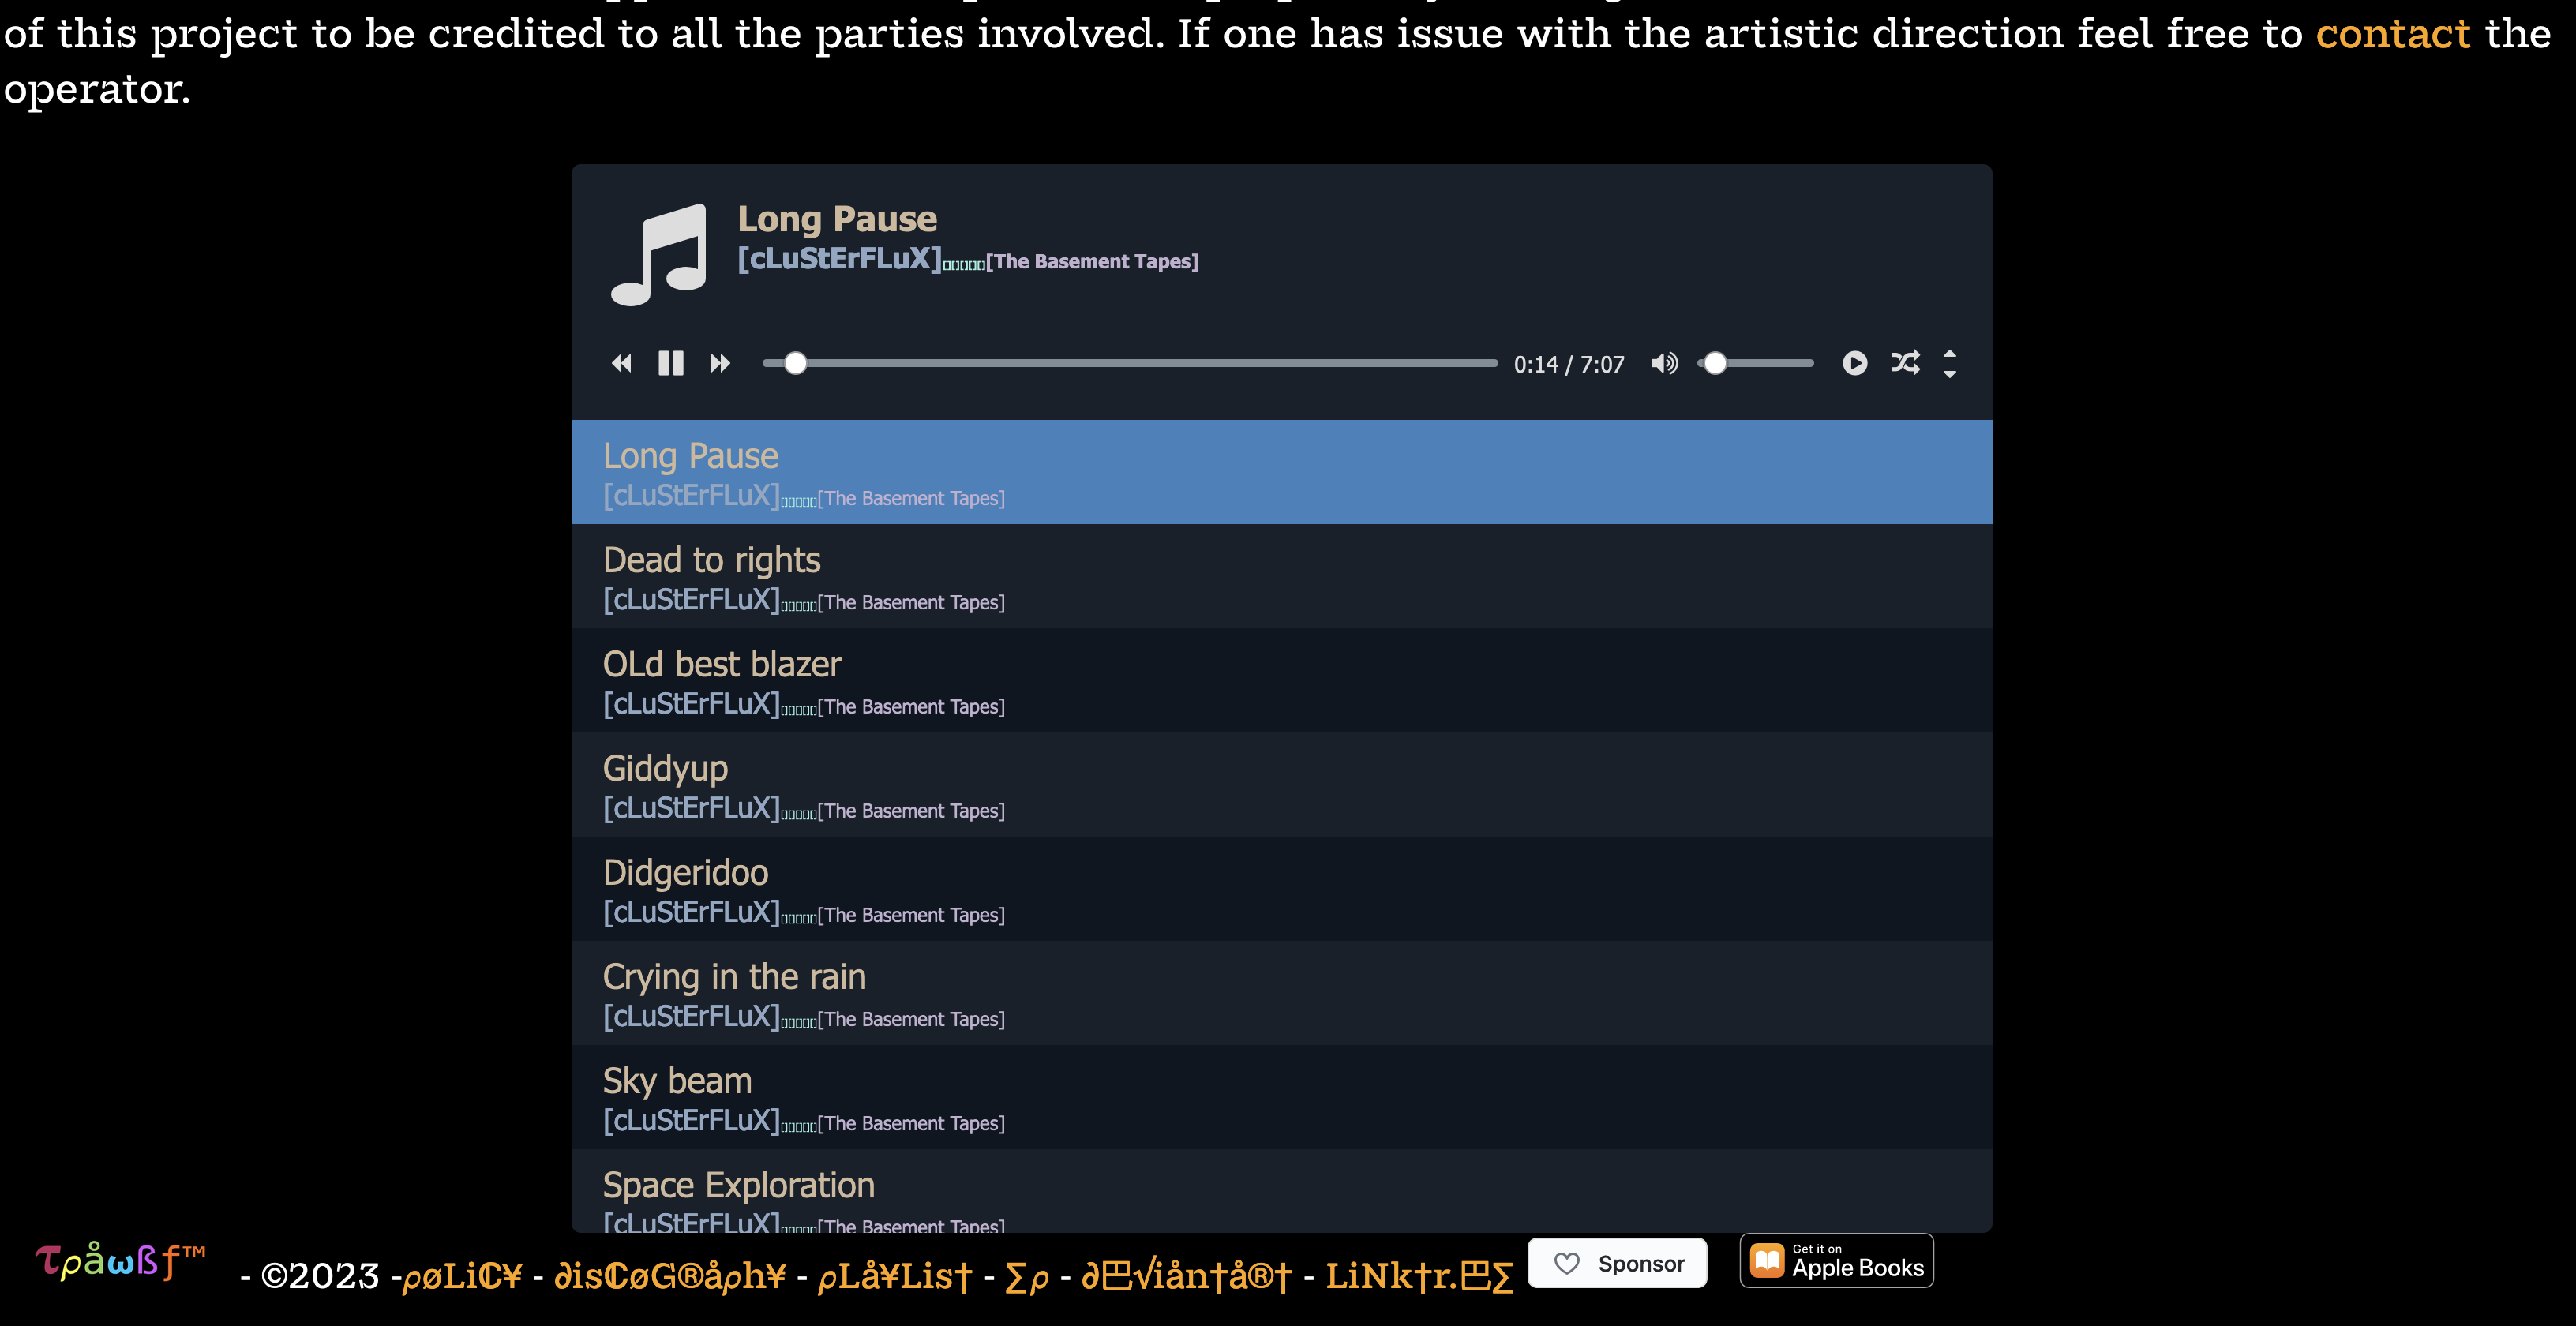 of this project to be credited to all the parties involved. If one has issue with the artistic direction feel free to contact the
operator.
Long Pause
[cLuStErFLuX]▯▯▯▯▯[The Basement Tapes]
0:14 / 7:07
Long Pause
[cLuStErFLuX]▯▯▯▯▯[The Basement Tapes]
Dead to rights
[cLuStErFLuX]▯▯▯▯▯[The Basement Tapes]
OLd best blazer
[cLuStErFLuX]▯▯▯▯▯[The Basement Tapes]
Giddyup
[cLuStErFLuX]▯▯▯▯▯[The Basement Tapes]
Didgeridoo
[cLuStErFLuX]▯▯▯▯▯[The Basement Tapes]
Crying in the rain
[cLuStErFLuX]▯▯▯▯▯[The Basement Tapes]
Sky beam
[cLuStErFLuX]▯▯▯▯▯[The Basement Tapes]
Space Exploration
[cLuStErFLuX]▯▯▯▯▯[The Basement Tapes]
τρåωßƒ™ - ©2023 -ρøLiȻ¥ - ∂isȻøG®åρh¥ - ρLå¥Lis† - ∑ρ - ∂巴√iån†å®† - LiNk†r.巴∑
Sponsor
Get it on
Apple Books